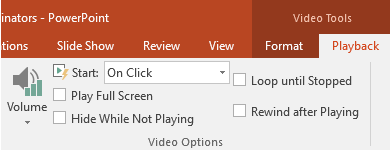 inators - PowerPoint
Video Tools
itions Slide Show Review View Format Playback
Start: On Click
Loop until Stopped
Volume
Play Full Screen
Rewind after Playing
Hide While Not Playing
Video Options